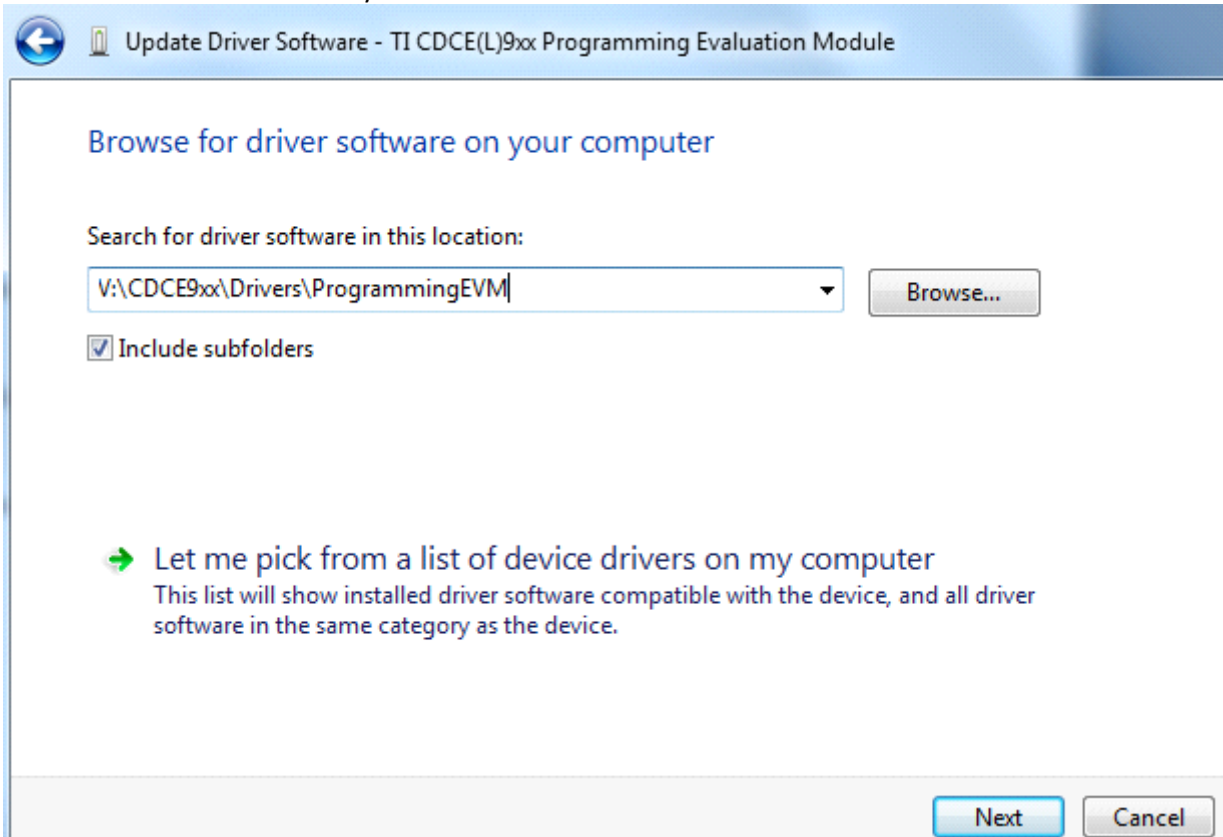 Update Driver Software - TI CDCE(L)9xx Programming Evaluation Module
Browse for driver software on your computer
Search for driver software in this location:
V:\CDCE9xx\Drivers\ProgrammingEVM
Browse...
Include subfolders
Let me pick from a list of device drivers on my computer
This list will show installed driver software compatible with the device, and all driver
software in the same category as the device.
Next
Cancel